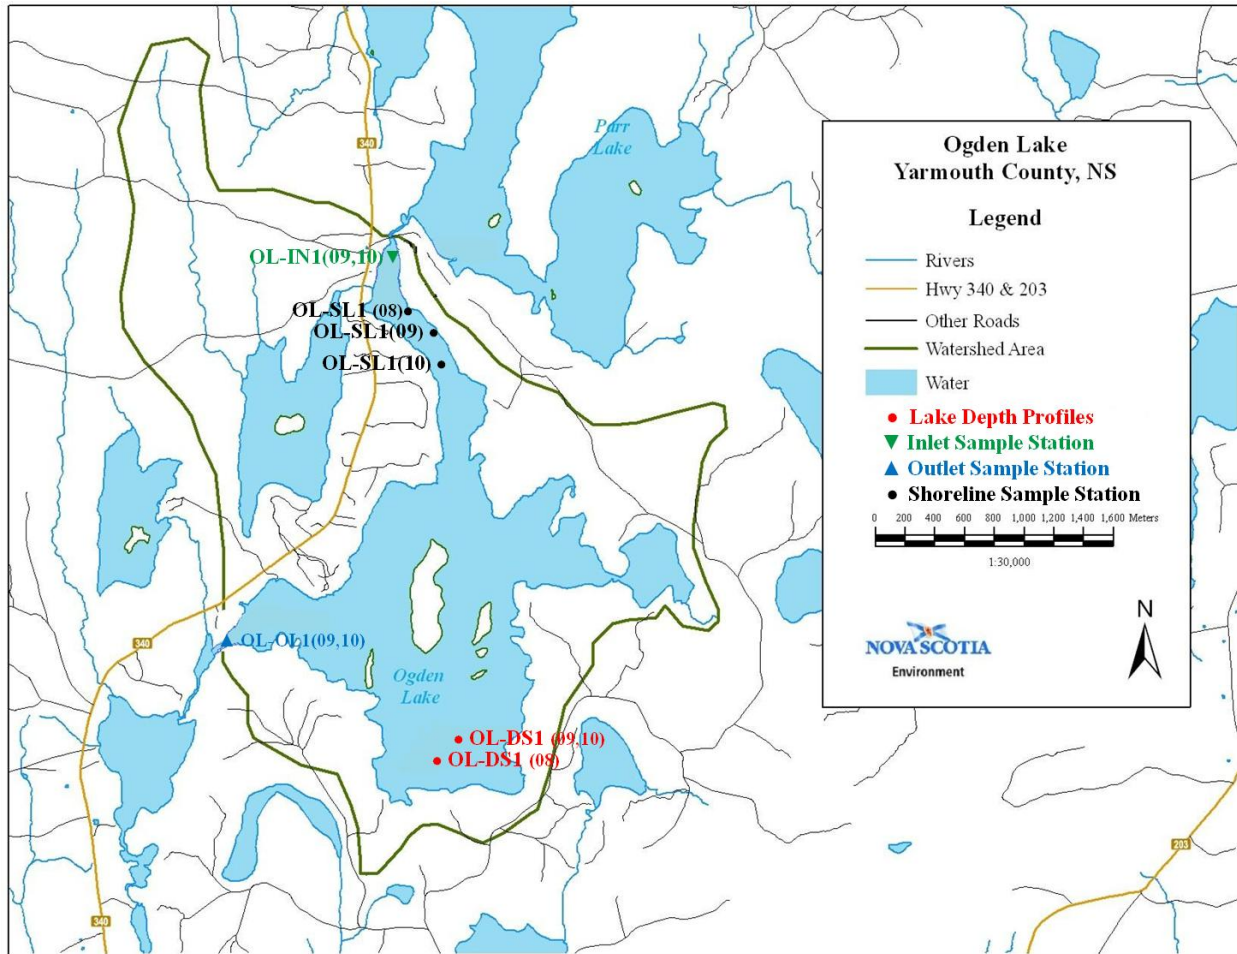 340
Parr
Lake
OL-IN1(09,10)
OL-SL1 (08)
OL-SL1(09)
OL-SL1(10)
340
OL-OL1(09,10)
Ogden
Lake
OL-DS1 (09,10)
OL-DS1 (08)
340
203
Ogden Lake
Yarmouth County, NS
Legend
Rivers
Hwy 340 & 203
Other Roads
Watershed Area
Water
Lake Depth Profiles
Inlet Sample Station
Outlet Sample Station
Shoreline Sample Station
0 200 400 600 800 1,000 1,200 1,400 1,600 Meters
1:30,000
N
NOVA SCOTIA
Environment